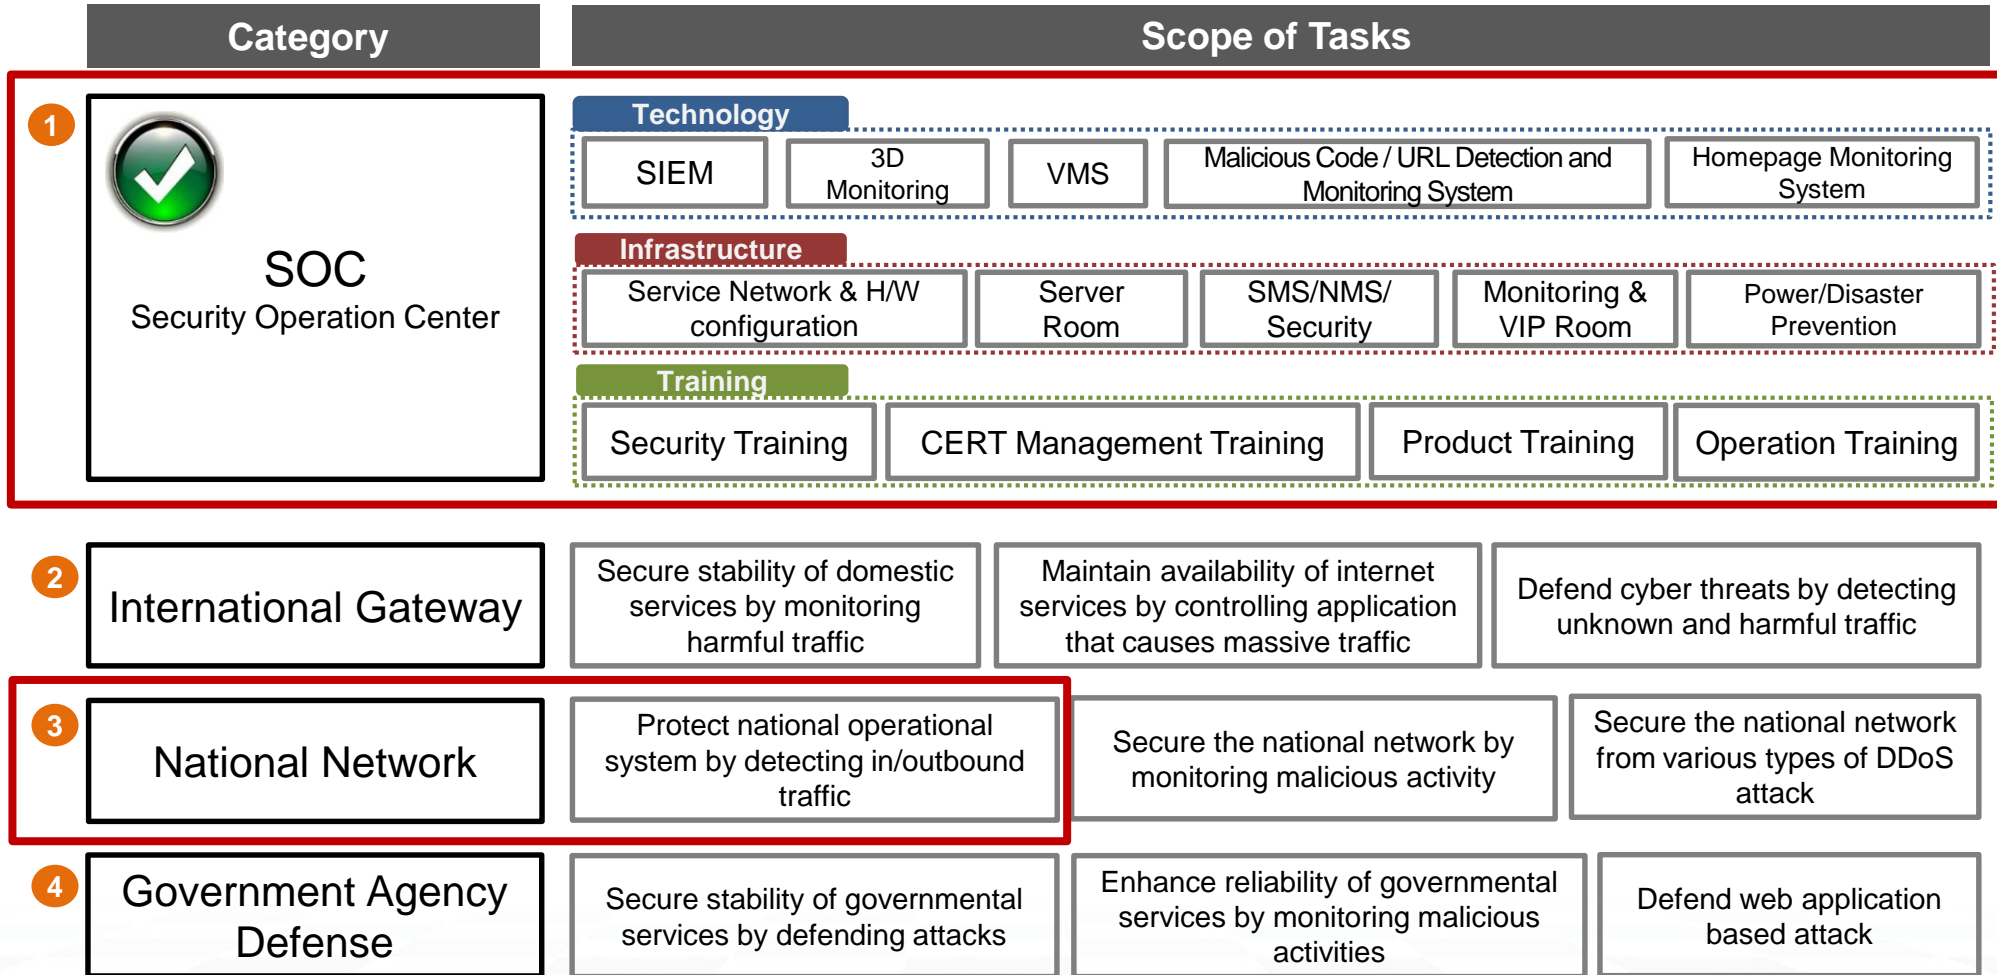 Category
Scope of Tasks
1
SOC
Security Operation Center
Technology
SIEM
3D
Monitoring
VMS
Malicious Code / URL Detection and
Monitoring System
Homepage Monitoring
System
Infrastructure
Service Network & H/W
configuration
Server
Room
SMS/NMS/
Security
Monitoring &
VIP Room
Power/Disaster
Prevention
Training
Security Training
CERT Management Training
Product Training
Operation Training
2
International Gateway
Secure stability of domestic
services by monitoring
harmful traffic
Maintain availability of internet
services by controlling application
that causes massive traffic
Defend cyber threats by detecting
unknown and harmful traffic
3
National Network
Protect national operational
system by detecting in/outbound
traffic
Secure the national network by
monitoring malicious activity
Secure the national network
from various types of DDoS
attack
4
Government Agency
Defense
Secure stability of governmental
services by defending attacks
Enhance reliability of governmental
services by monitoring malicious
activities
Defend web application
based attack